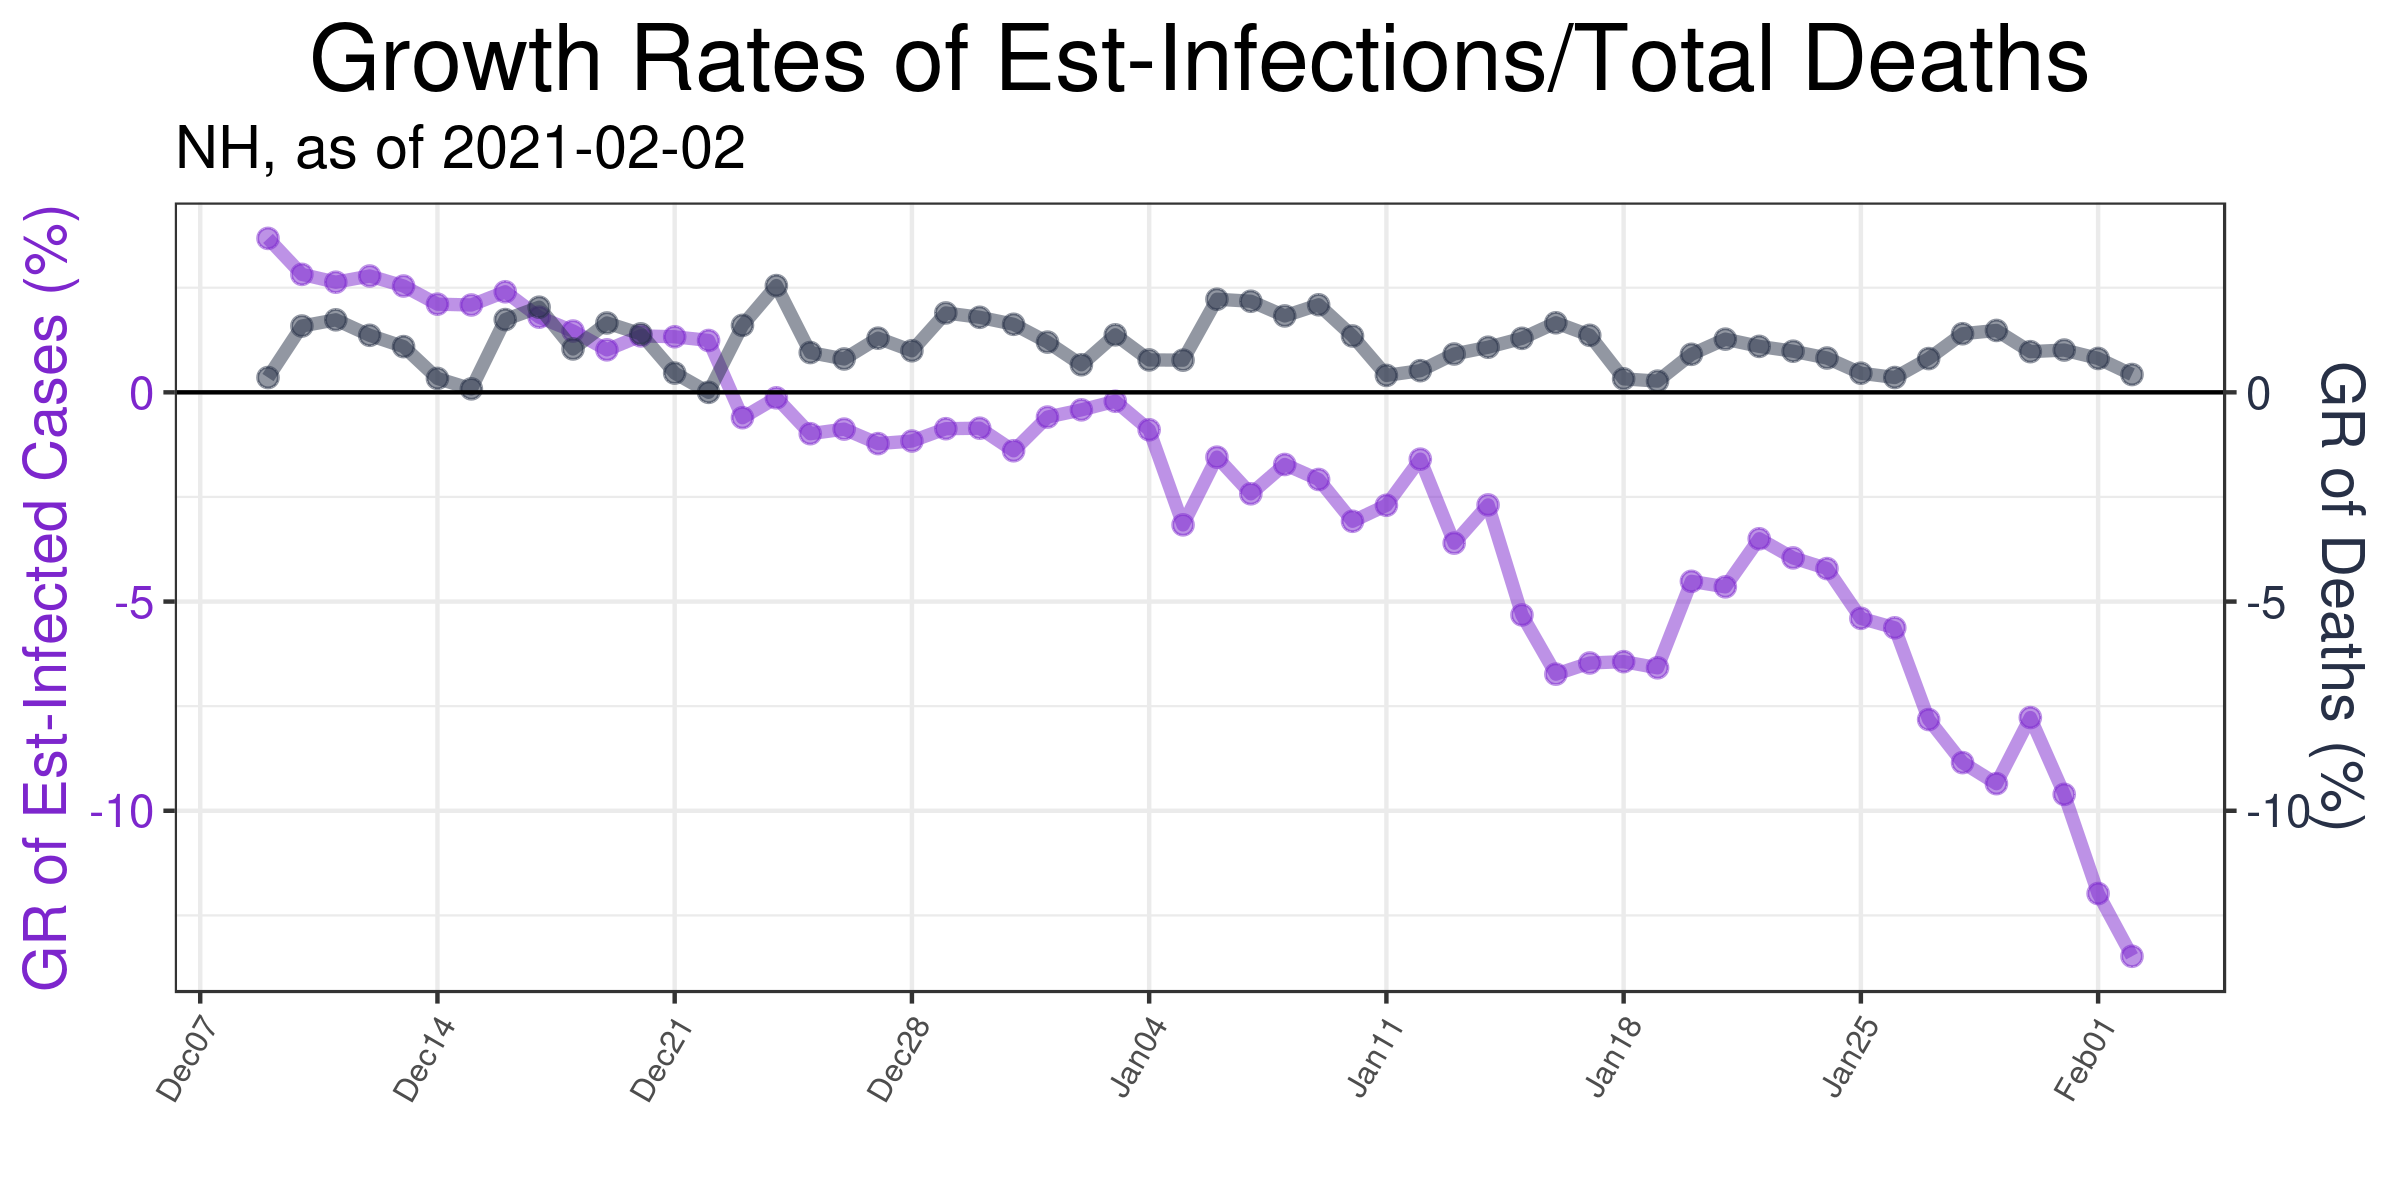 Growth Rates of Est-Infections/Total Deaths
NH, as of 2021-02-02
GR of Est-Infected Cases (%)
0
-5
-10
0
-5
-10
GR of Deaths (%)
Dec07
Dec14
Dec21
Dec28
Jan04
Jan11
Jan18
Jan25
Feb01